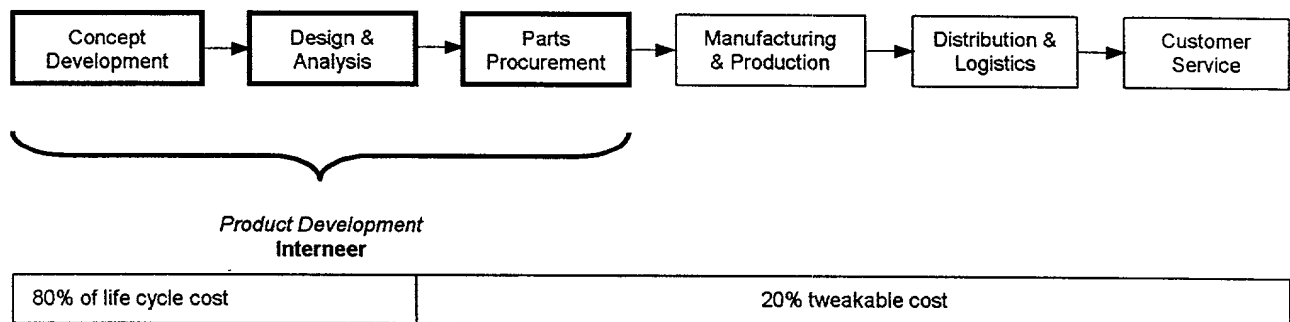 Concept
Development
Design &
Analysis
Parts
Procurement
Manufacturing
& Production
Distribution &
Logistics
Customer
Service
Product Development
Interneer
80% of life cycle cost
20% tweakable cost